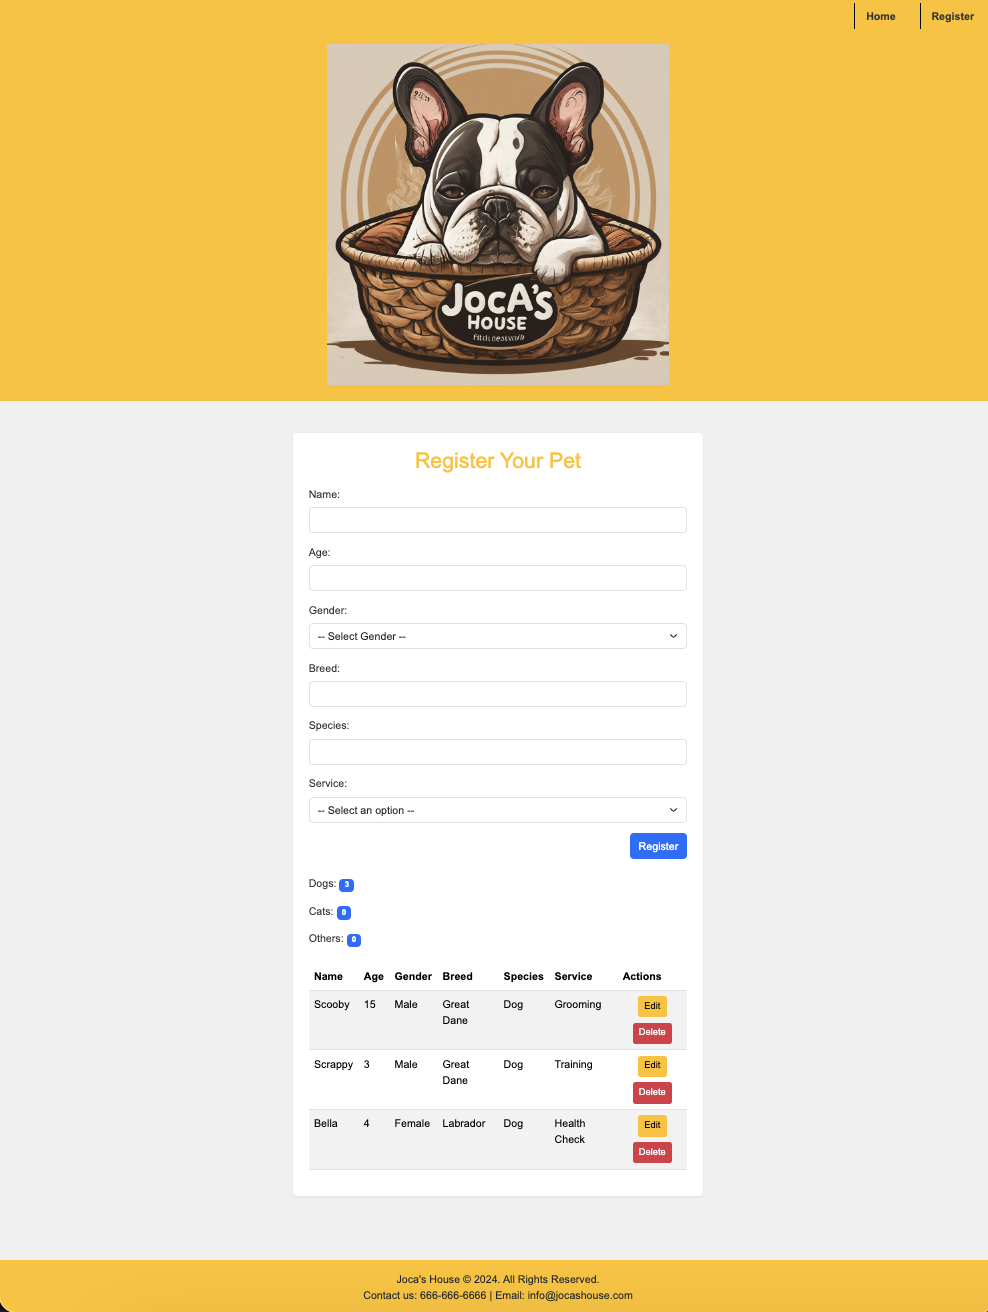 Home Register
JOCA'S
HOUSE
Register Your Pet
Name:
Age:
Gender:
-- Select Gender --
Breed:
Species:
Service:
-- Select an option --
Register
Dogs: 3
Cats: 0
Others: 0
Name Age Gender Breed Species Service Actions
Scooby 15 Male Great Dane Dog Grooming Edit Delete
Scrappy 3 Male Great Dane Dog Training Edit Delete
Bella 4 Female Labrador Dog Health Check Edit Delete
Joca's House © 2024. All Rights Reserved.
Contact us: 666-666-6666 | Email: info@jocashouse.com